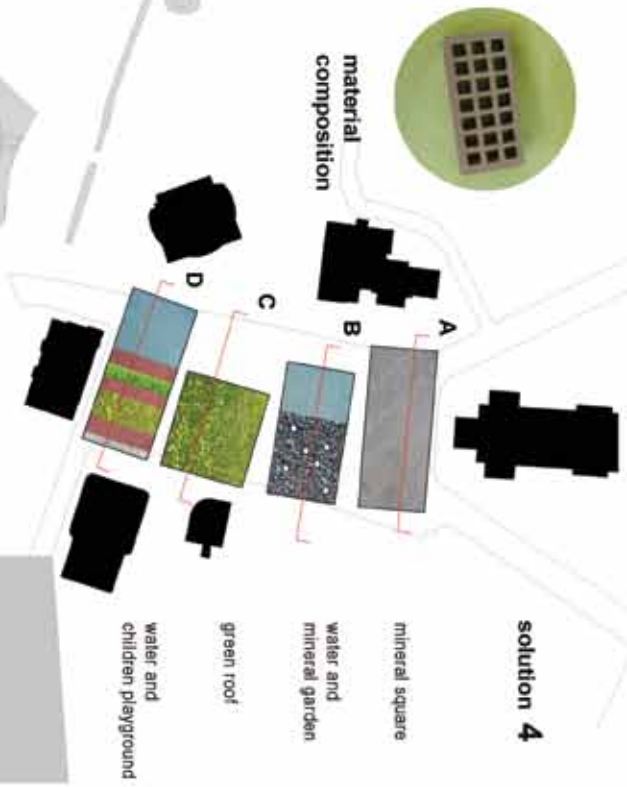 material
composition
solution 4
A
B
C
D
mineral square
water and
mineral garden
green roof
water and
children playground